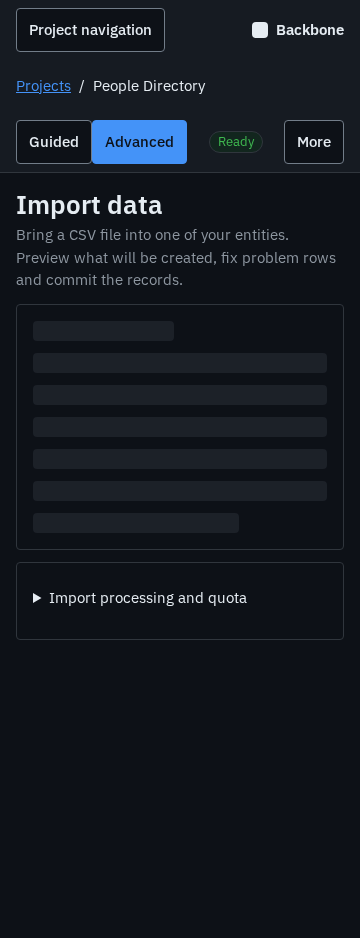 Project navigation
Backbone
Projects / People Directory
Guided Advanced Ready More
Import data
Bring a CSV file into one of your entities.
Preview what will be created, fix problem rows
and commit the records.
Import processing and quota